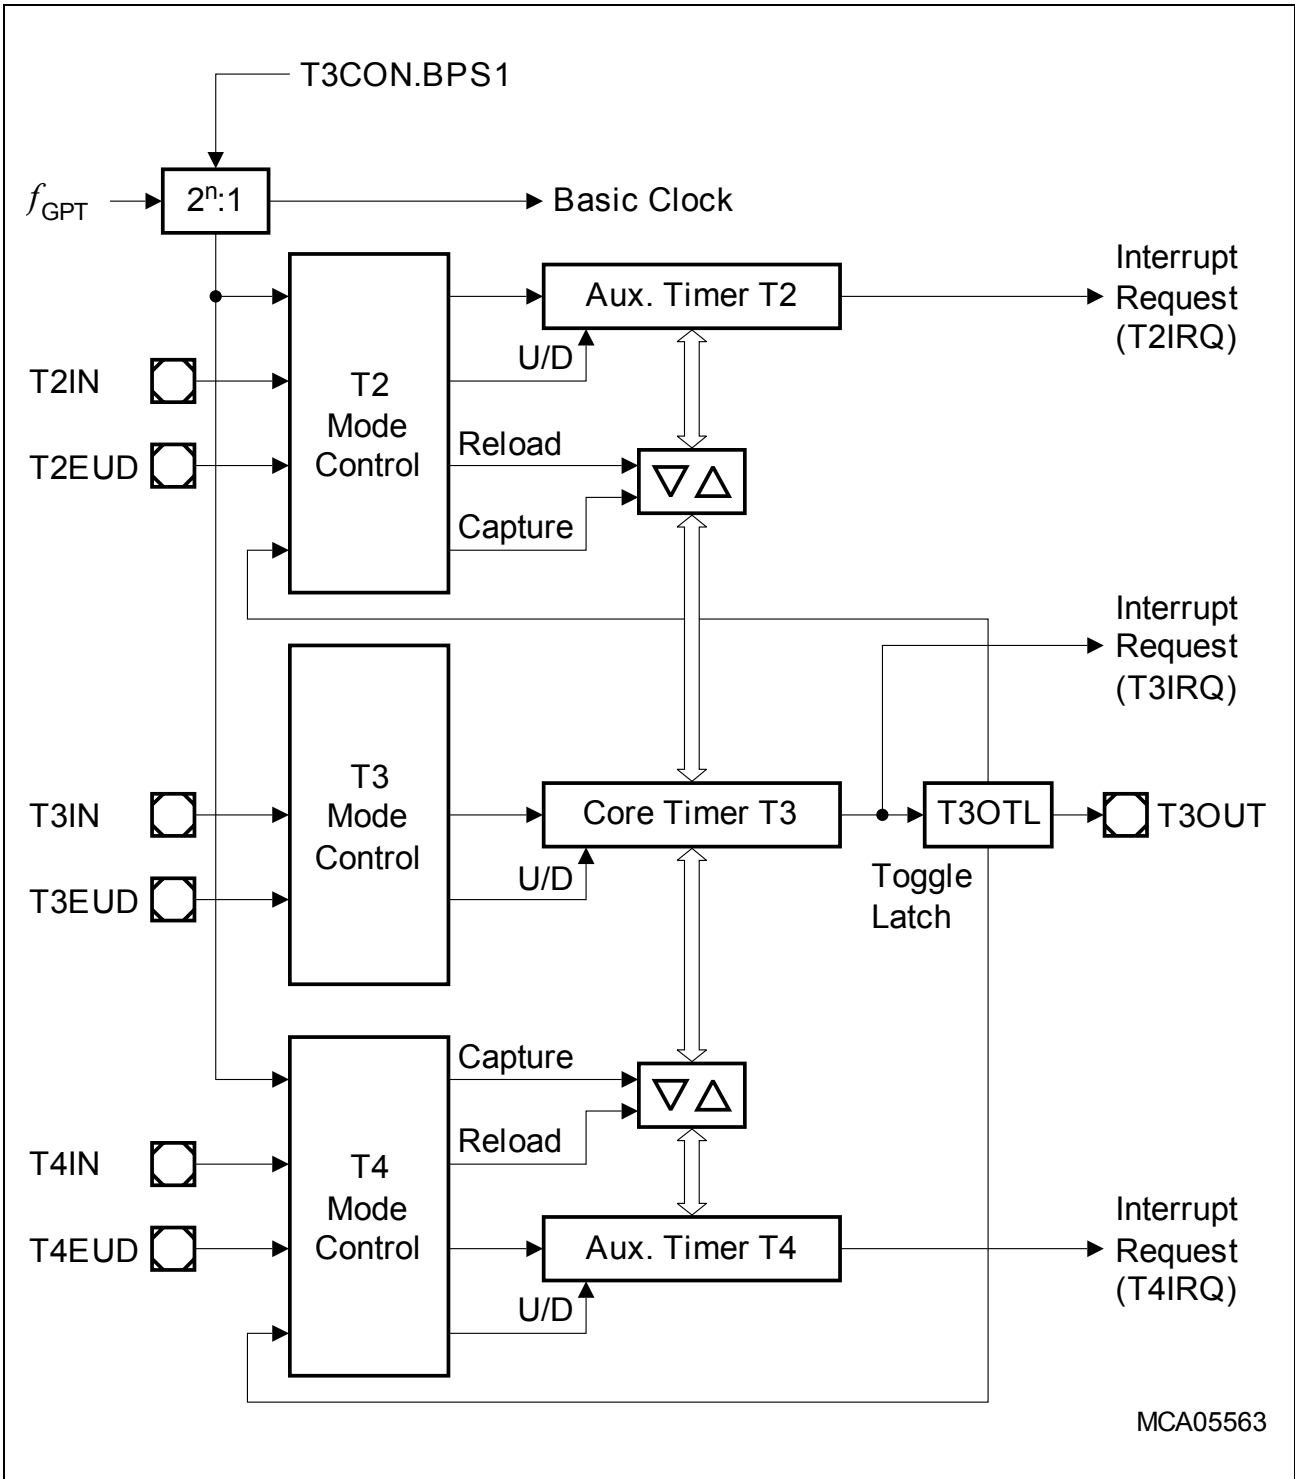 T3CON.BPS1
fGPT
2ⁿ:1
Basic Clock
Interrupt
Request
(T2IRQ)
Aux. Timer T2
U/D
T2IN
T2
Mode
Control
T2EUD
Reload
Capture
Interrupt
Request
(T3IRQ)
T3
Mode
Control
T3IN
Core Timer T3
T3OTL
T3OUT
U/D
Toggle
Latch
T3EUD
Capture
Reload
T4IN
T4
Mode
Control
T4EUD
Aux. Timer T4
U/D
Interrupt
Request
(T4IRQ)
MCA05563